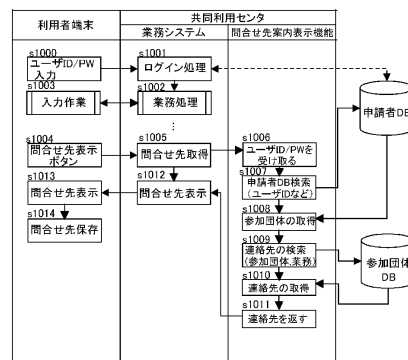 利用者端末
共同利用センタ
業務システム
問合せ先案内表示機能
s1000
ユーザID/PW
入力
s1001
ログイン処理
s1003
入力作業
s1002
業務処理
申請者DB
s1004
問合せ先表示
ボタン
s1005
問合せ先取得
s1006
ユーザID/PWを
受け取る
s1007
申請者DB検索
(ユーザIDなど)
s1008
参加団体の取得
s1009
連絡先の検索
(参加団体,業務)
参加団体
DB
s1010
連絡先の取得
s1011
連絡先を返す
s1012
問合せ先表示
s1013
問合せ先表示
s1014
問合せ先保存